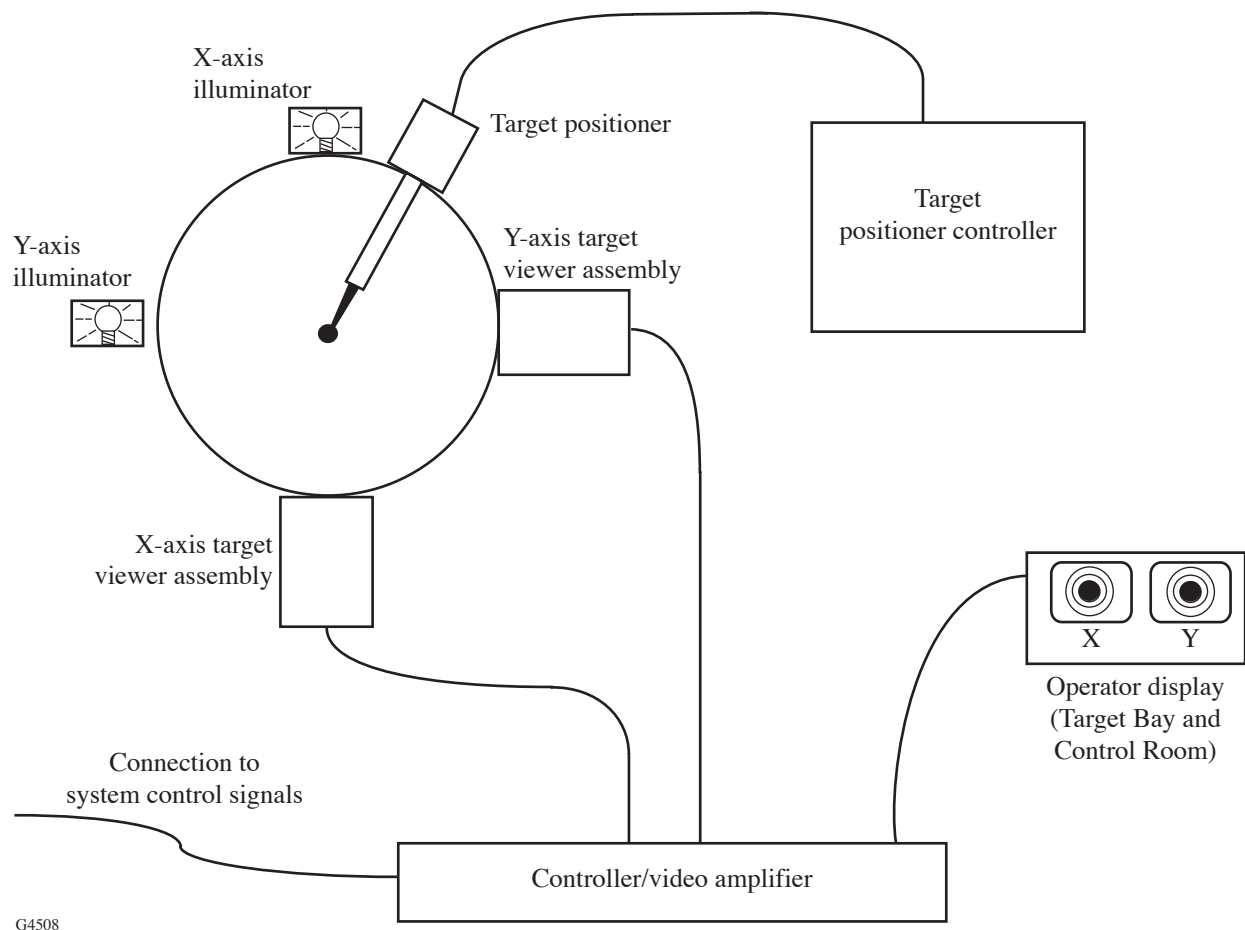 X-axis
illuminator
Target positioner
Target
positioner controller
Y-axis
illuminator
Y-axis target
viewer assembly
X-axis target
viewer assembly
X
Y
Operator display
(Target Bay and
Control Room)
Connection to
system control signals
Controller/video amplifier
G4508